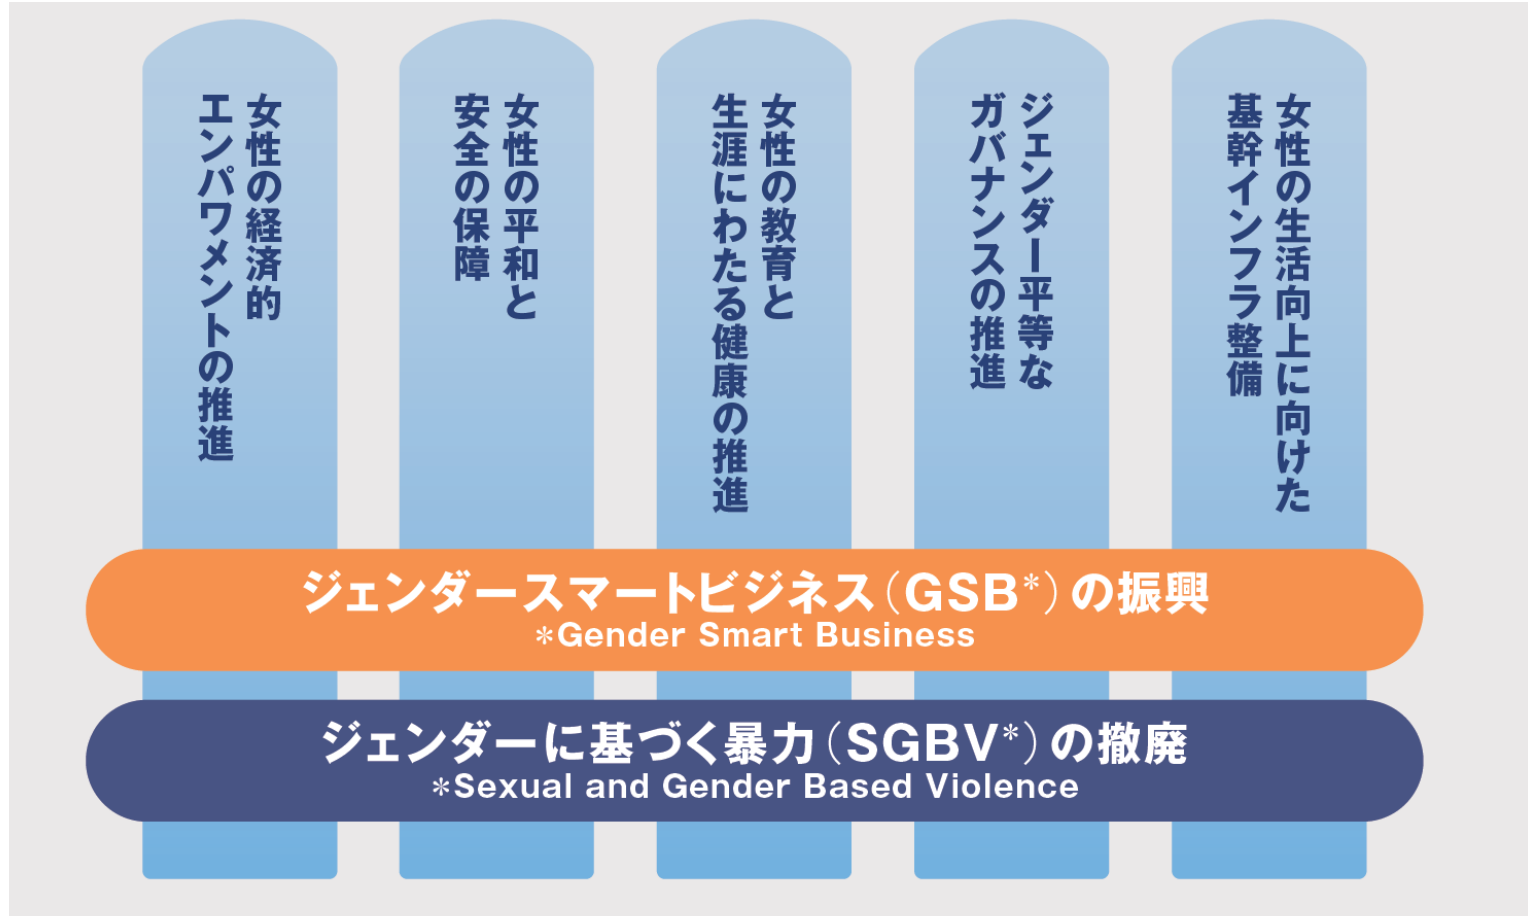 女性の経済的
エンパワメントの推進
女性の平和と
安全の保障
女性の教育と
生涯にわたる健康の推進
ジェンダー平等な
ガバナンスの推進
女性の生活向上に向けた
基幹インフラ整備
ジェンダースマートビジネス（GSB*）の振興
*Gender Smart Business
ジェンダーに基づく暴力（SGBV*）の撤廃
*Sexual and Gender Based Violence